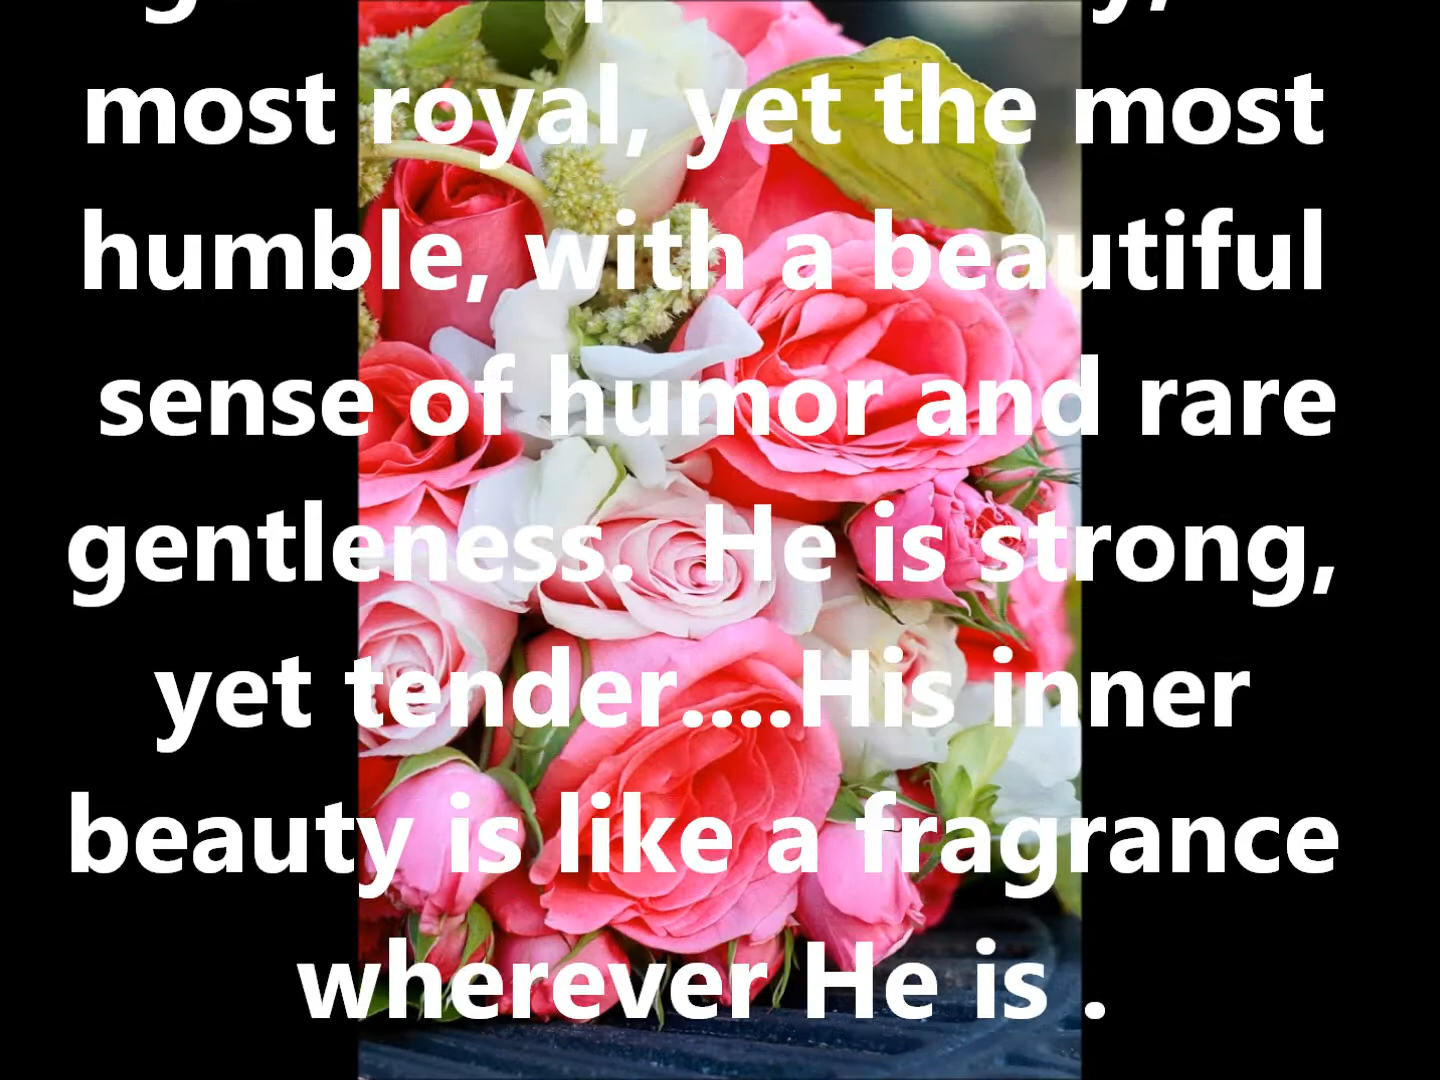 most royal, yet the most
humble, with a beautiful
sense of humor and rare
gentleness. He is strong,
yet tender....His inner
beauty is like a fragrance
wherever He is .